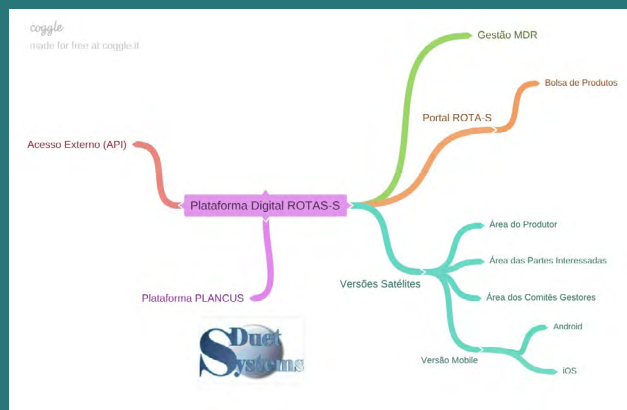 coggle
made for free at coggle.it
Gestão MDR
Bolsa de Produtos
Portal ROTA-S
Acesso Externo (API)
Plataforma Digital ROTAS-S
Área do Produtor
Área das Partes Interessadas
Versões Satélites
Área dos Comitês Gestores
Plataforma PLANCUS
Android
Versão Mobile
iOS
Duet
Systems